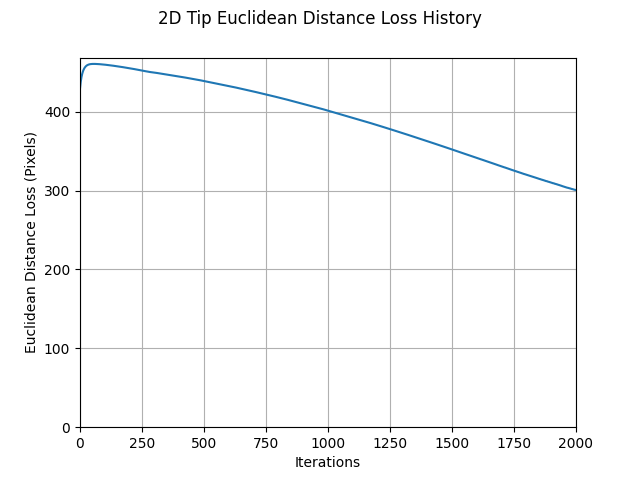 2D Tip Euclidean Distance Loss History
Euclidean Distance Loss (Pixels)
400
300
200
100
0
0 250 500 750 1000 1250 1500 1750 2000
Iterations